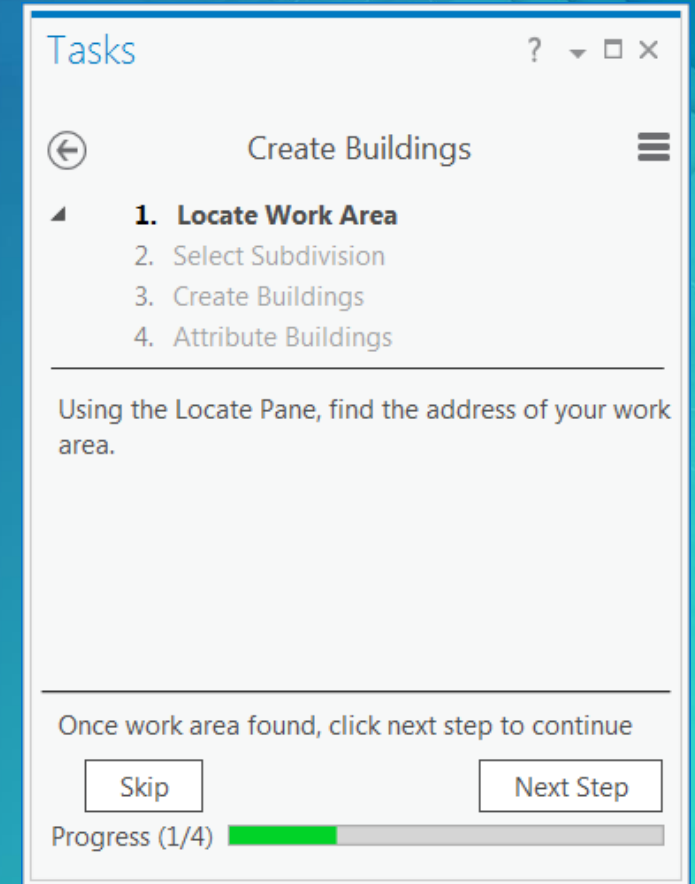 Tasks
?
Create Buildings
1. Locate Work Area
2. Select Subdivision
3. Create Buildings
4. Attribute Buildings
Using the Locate Pane, find the address of your work
area.
Once work area found, click next step to continue
Skip Next Step
Progress (1/4)